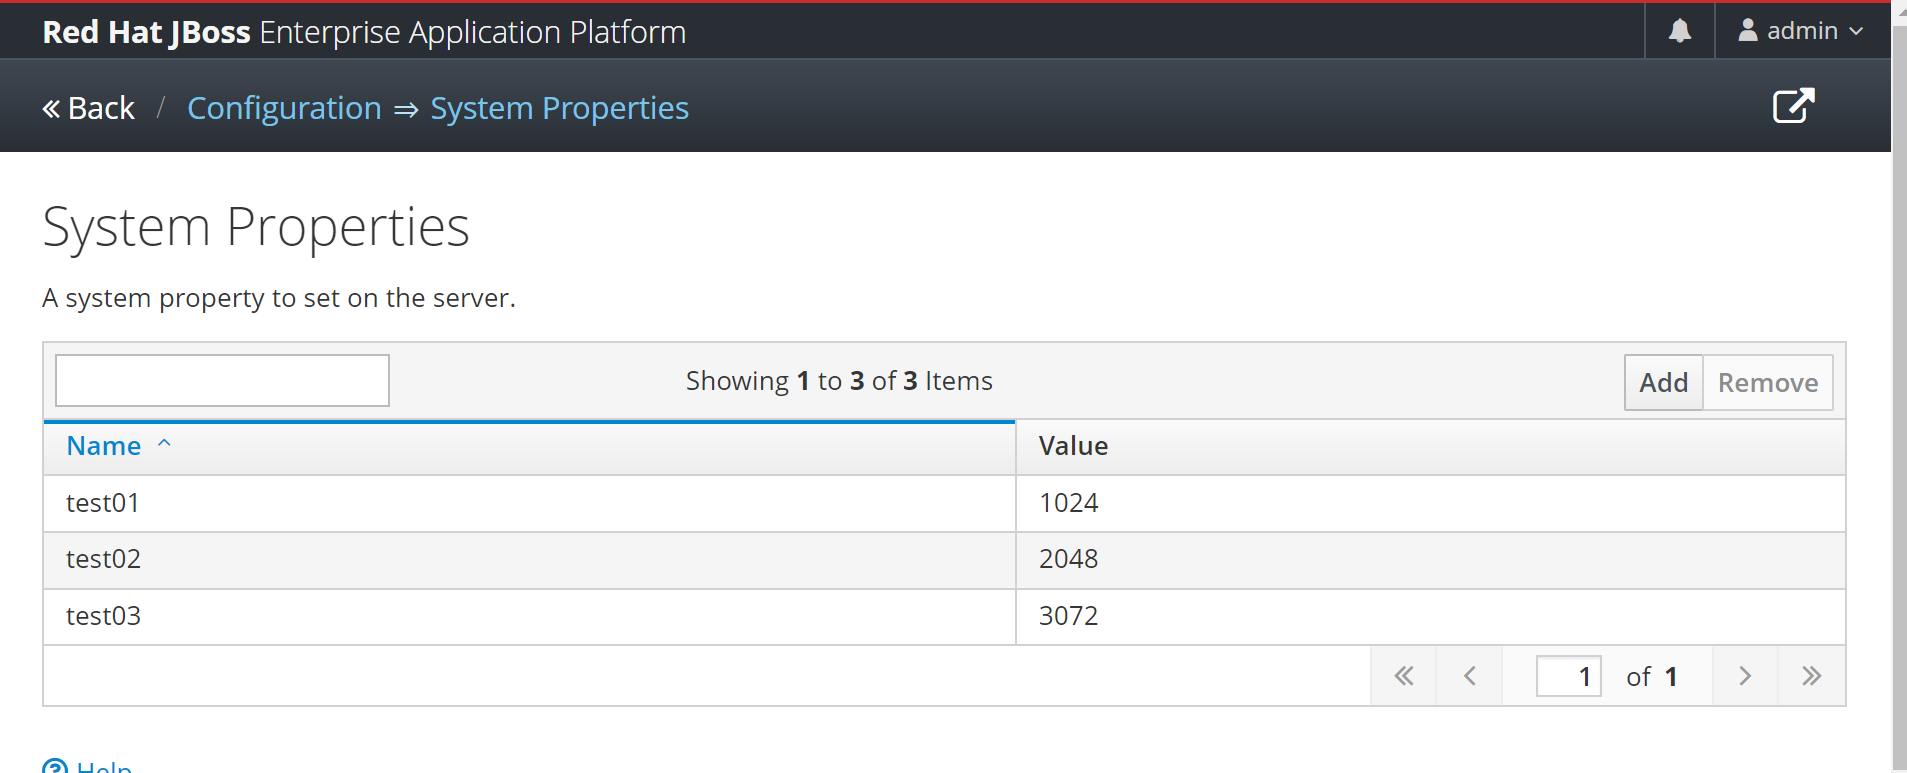 Red Hat JBoss Enterprise Application Platform
admin
« Back / Configuration ⇒ System Properties
System Properties
A system property to set on the server.
Showing 1 to 3 of 3 Items
Add Remove
Name Value
test01 1024
test02 2048
test03 3072
1 of 1
Help